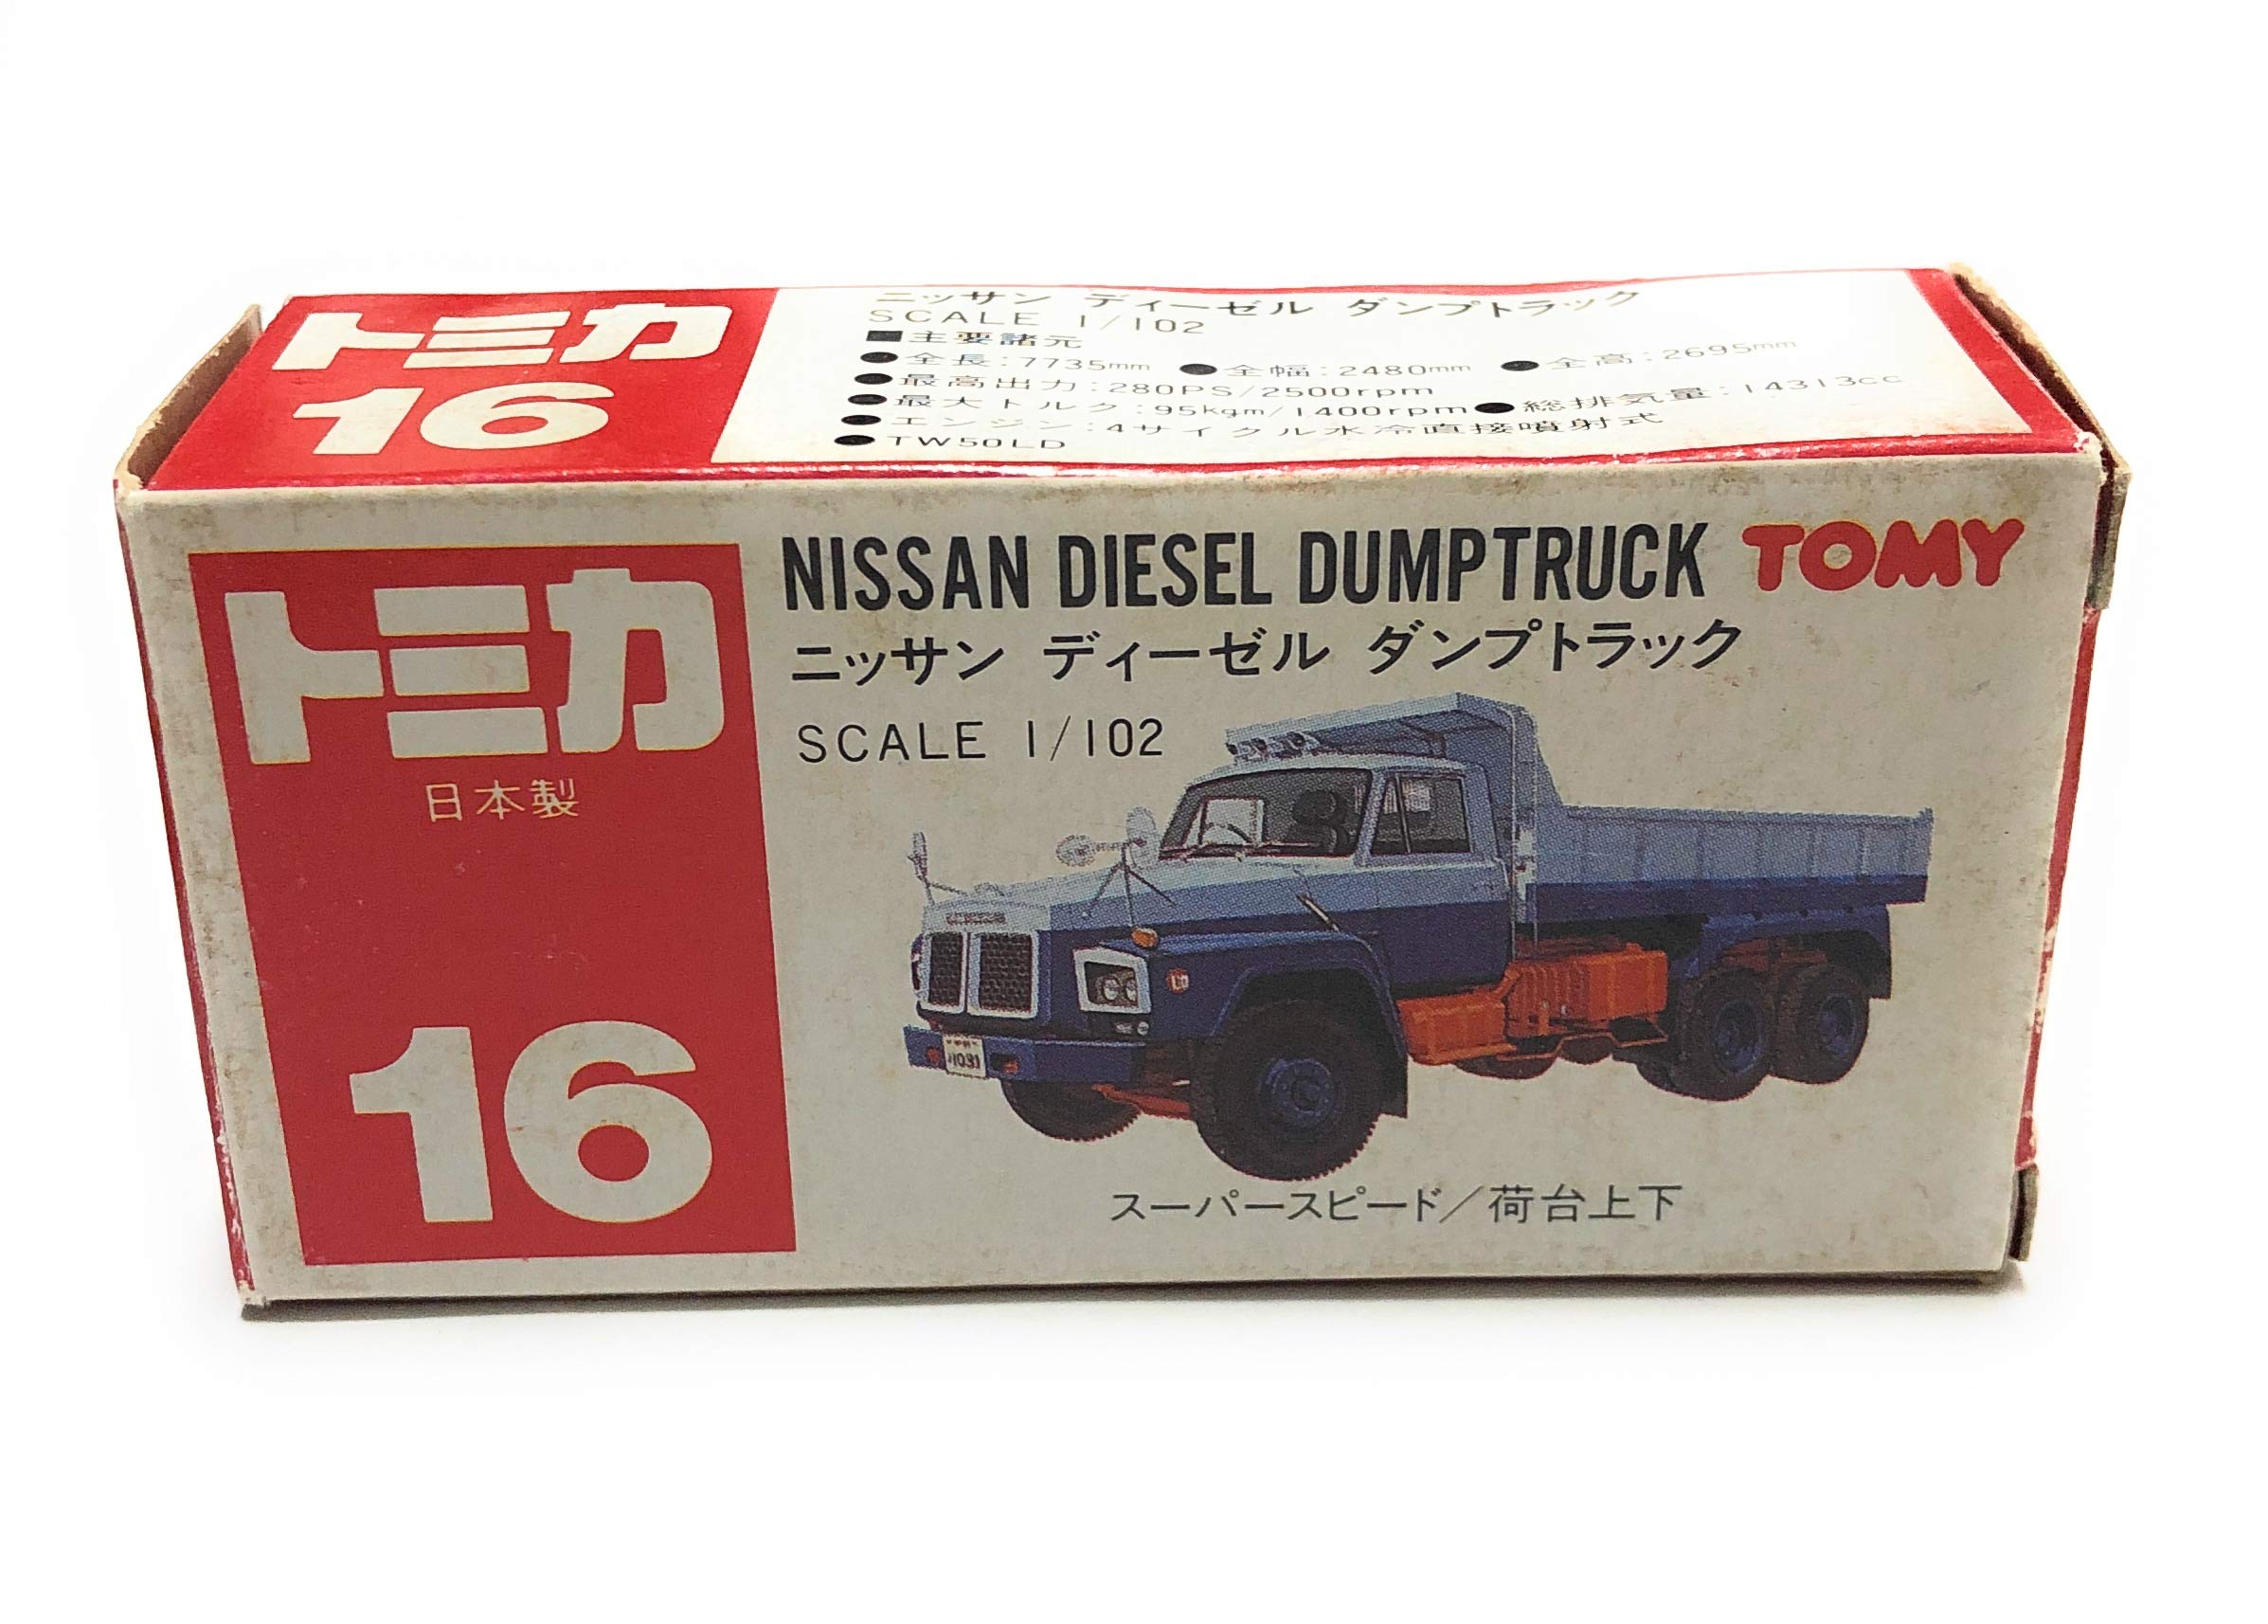 トミカ
16
ニッサン ディーゼル ダンプトラック
SCALE 1/102
■主要諸元
●全長:7735mm ●全幅:2480mm ●全高:2695mm
●最高出力:280PS/2500rpm
●最大トルク:95kgm/1400rpm ●総排気量:14313cc
●エンジン:4サイクル水冷直接噴射式
●TW50LD
トミカ
日本製
16
NISSAN DIESEL DUMPTRUCK TOMY
ニッサン ディーゼル ダンプトラック
SCALE 1/102
1031
スーパースピード/荷台上下